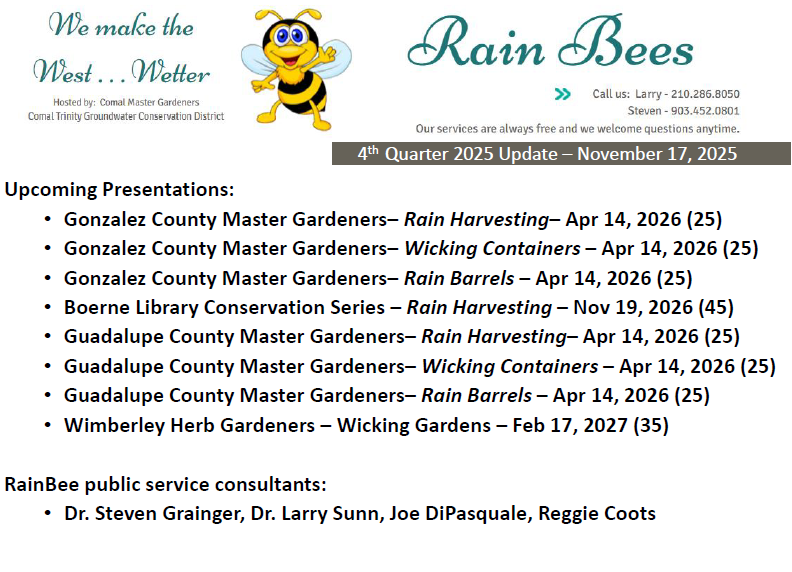 We make the
West . . . Wetter
Hosted by: Comal Master Gardeners
Comal Trinity Groundwater Conservation District
Rain Bees
Call us: Larry - 210.286.8050
Steven - 903.452.0801
Our services are always free and we welcome questions anytime.
4th Quarter 2025 Update – November 17, 2025
Upcoming Presentations:
• Gonzalez County Master Gardeners– Rain Harvesting– Apr 14, 2026 (25)
• Gonzalez County Master Gardeners– Wicking Containers – Apr 14, 2026 (25)
• Gonzalez County Master Gardeners– Rain Barrels – Apr 14, 2026 (25)
• Boerne Library Conservation Series – Rain Harvesting – Nov 19, 2026 (45)
• Guadalupe County Master Gardeners– Rain Harvesting– Apr 14, 2026 (25)
• Guadalupe County Master Gardeners– Wicking Containers – Apr 14, 2026 (25)
• Guadalupe County Master Gardeners– Rain Barrels – Apr 14, 2026 (25)
• Wimberley Herb Gardeners – Wicking Gardens – Feb 17, 2027 (35)
RainBee public service consultants:
• Dr. Steven Grainger, Dr. Larry Sunn, Joe DiPasquale, Reggie Coots